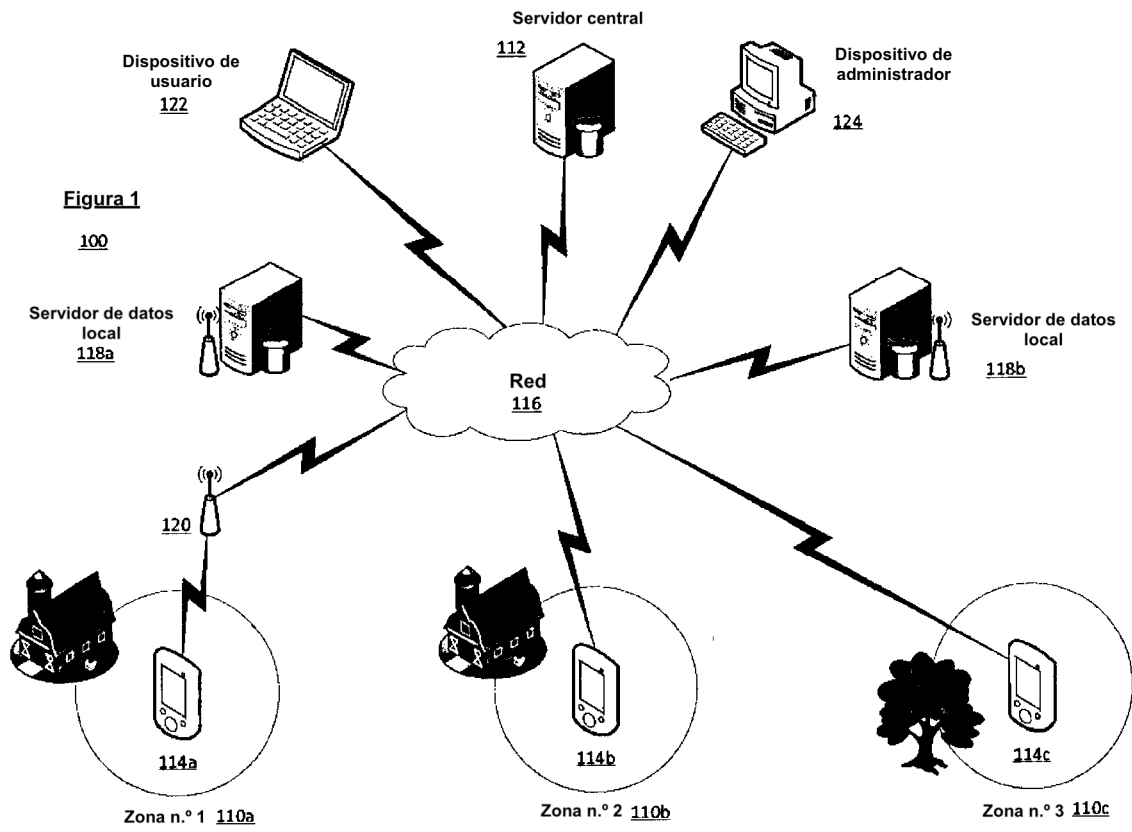 Servidor central
112
Dispositivo de
usuario
122
Dispositivo de
administrador
124
Figura 1
100
Servidor de datos
local
118a
Servidor de datos
local
118b
Red
116
120
114a
114b
114c
Zona n.º 1 110a
Zona n.º 2 110b
Zona n.º 3 110c